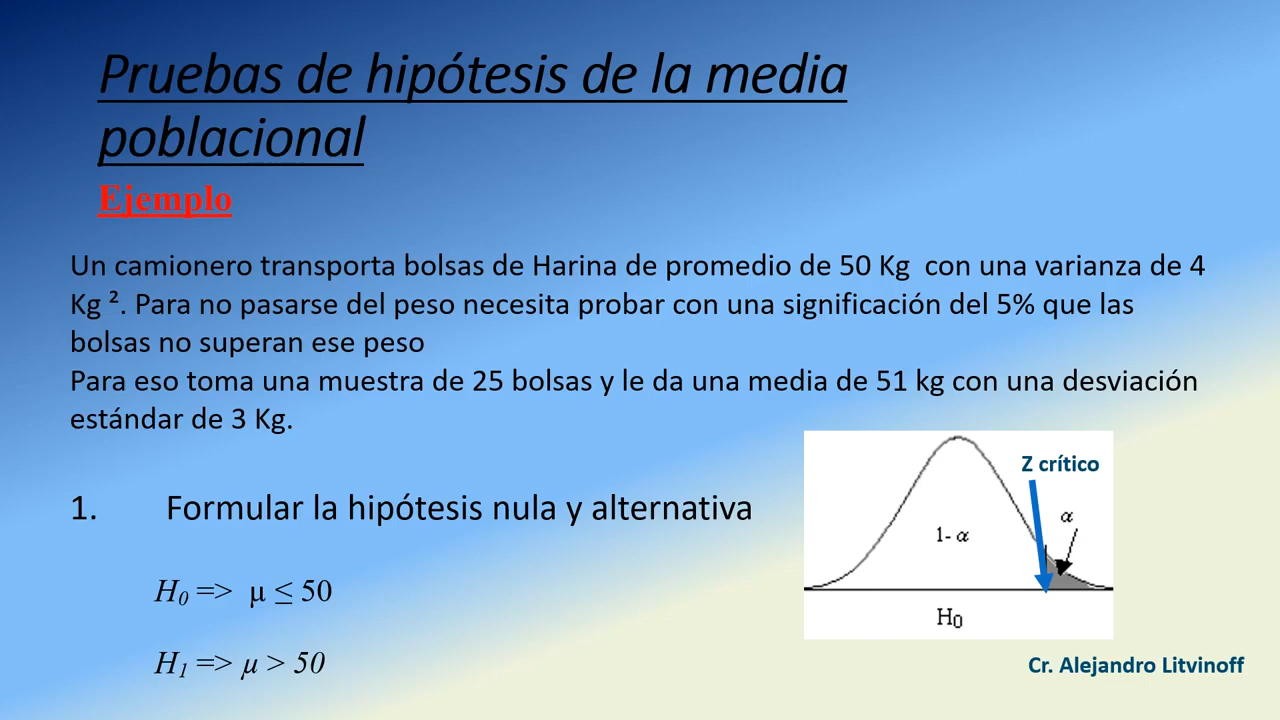 Pruebas de hipótesis de la media
poblacional
Ejemplo
Un camionero transporta bolsas de Harina de promedio de 50 Kg  con una varianza de 4
Kg ². Para no pasarse del peso necesita probar con una significación del 5% que las
bolsas no superan ese peso
Para eso toma una muestra de 25 bolsas y le da una media de 51 kg con una desviación
estándar de 3 Kg.
1. Formular la hipótesis nula y alternativa
H₀ => μ ≤ 50
H₁ => μ > 50
Z crítico
α
1- α
H₀
Cr. Alejandro Litvinoff